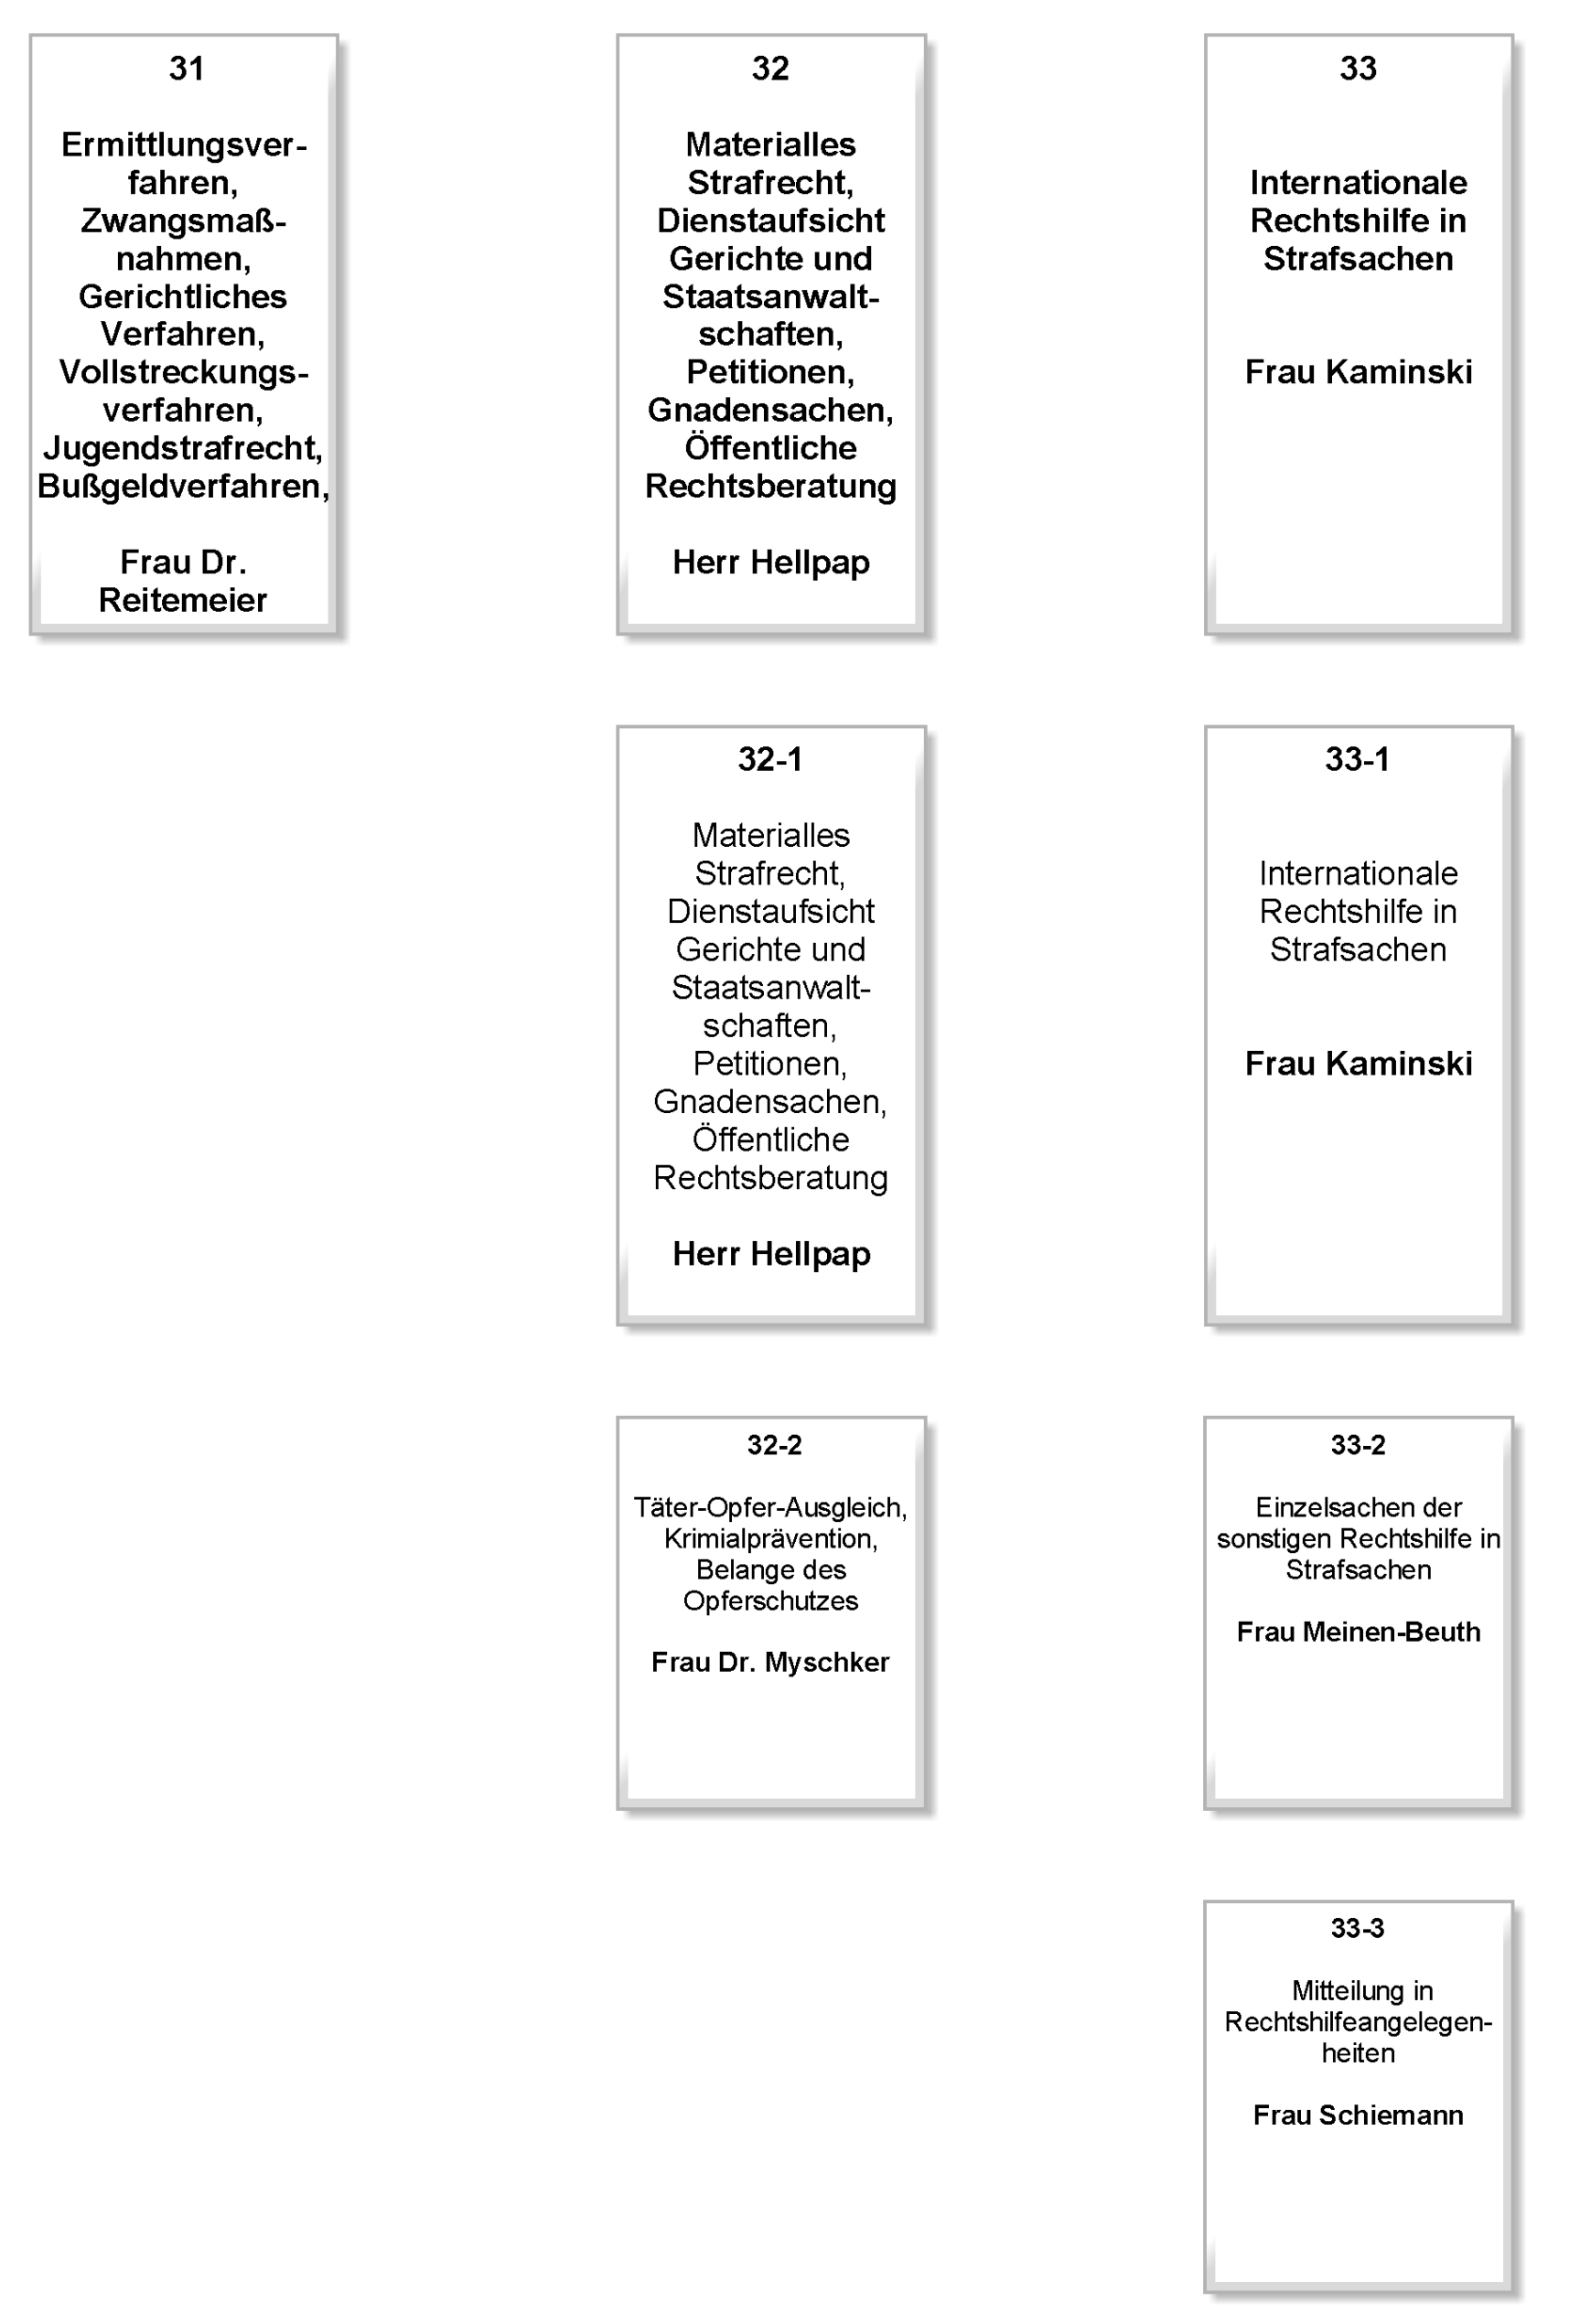 31
Ermittlungsver-
fahren,
Zwangsmaß-
nahmen,
Gerichtliches
Verfahren,
Vollstreckungs-
verfahren,
Jugendstrafrecht,
Bußgeldverfahren,
Frau Dr.
Reitemeier
32
Materialles
Strafrecht,
Dienstaufsicht
Gerichte und
Staatsanwalt-
schaften,
Petitionen,
Gnadensachen,
Öffentliche
Rechtsberatung
Herr Hellpap
33
Internationale
Rechtshilfe in
Strafsachen
Frau Kaminski
32-1
Materialles
Strafrecht,
Dienstaufsicht
Gerichte und
Staatsanwalt-
schaften,
Petitionen,
Gnadensachen,
Öffentliche
Rechtsberatung
Herr Hellpap
33-1
Internationale
Rechtshilfe in
Strafsachen
Frau Kaminski
32-2
Täter-Opfer-Ausgleich,
Krimialprävention,
Belange des
Opferschutzes
Frau Dr. Myschker
33-2
Einzelsachen der
sonstigen Rechtshilfe in
Strafsachen
Frau Meinen-Beuth
33-3
Mitteilung in
Rechtshilfeangelegen-
heiten
Frau Schiemann